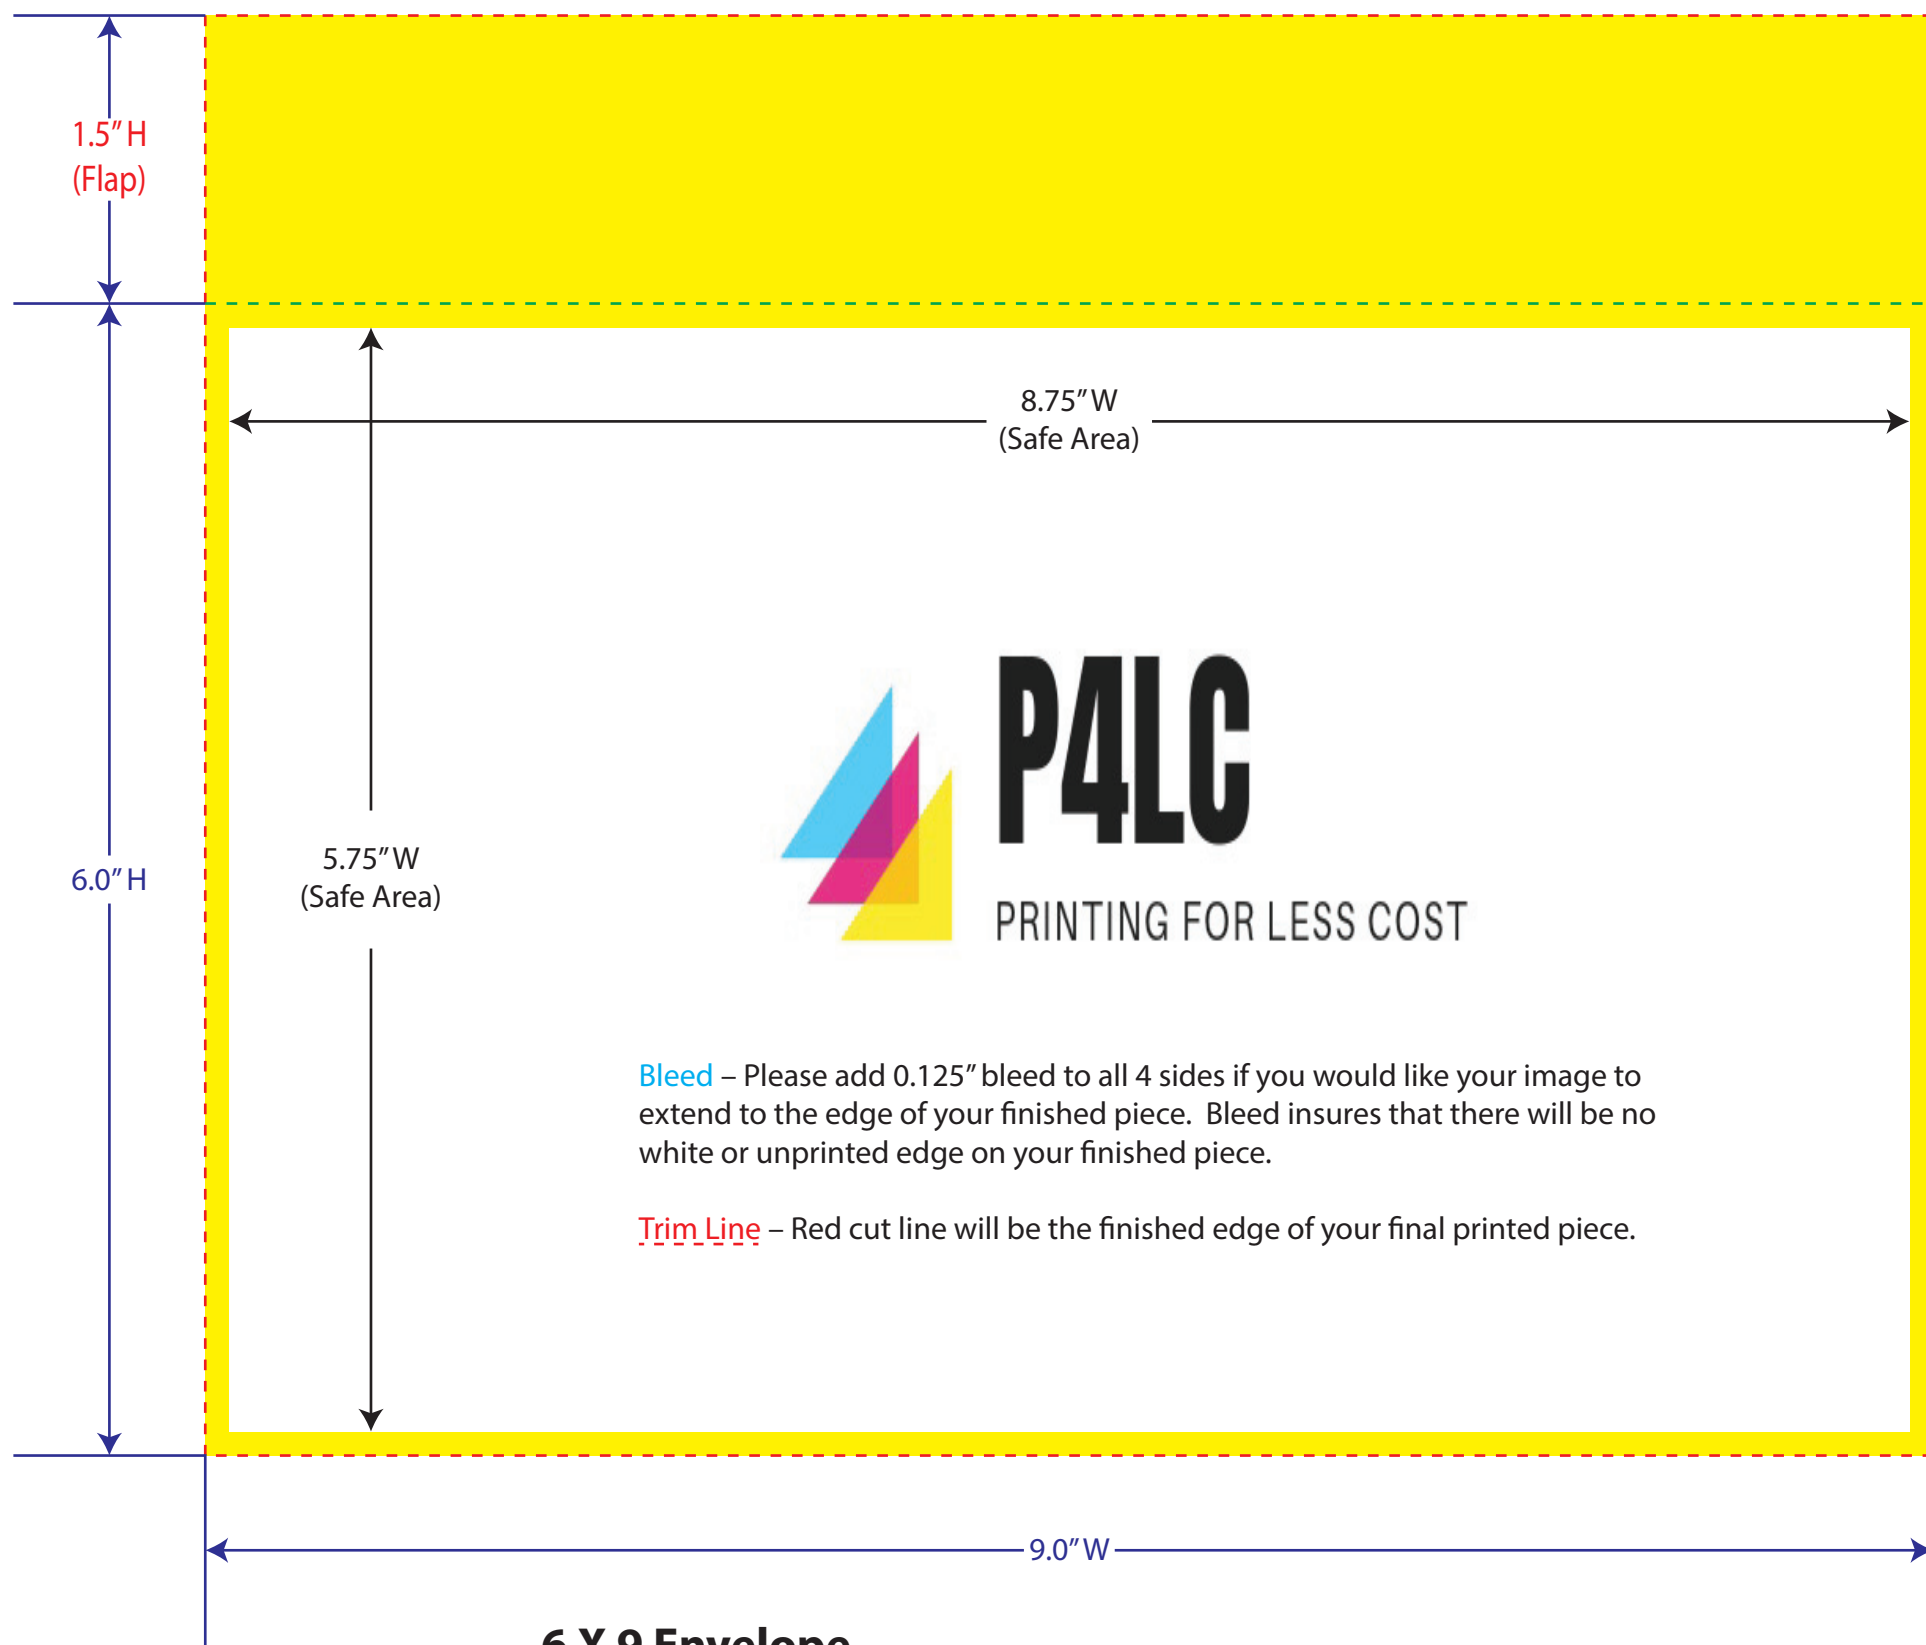 1.5" H
(Flap)
8.75" W
(Safe Area)
P4LC
PRINTING FOR LESS COST
6.0" H
5.75" W
(Safe Area)
Bleed – Please add 0.125" bleed to all 4 sides if you would like your image to
extend to the edge of your finished piece.  Bleed insures that there will be no
white or unprinted edge on your finished piece.
Trim Line – Red cut line will be the finished edge of your final printed piece.
9.0" W
6 X 9 Envelope